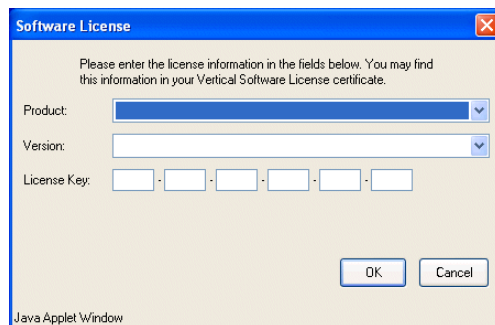 Software License
Please enter the license information in the fields below. You may find
this information in your Vertical Software License certificate.
Product:
Version:
License Key: - - - - -
OK Cancel
Java Applet Window